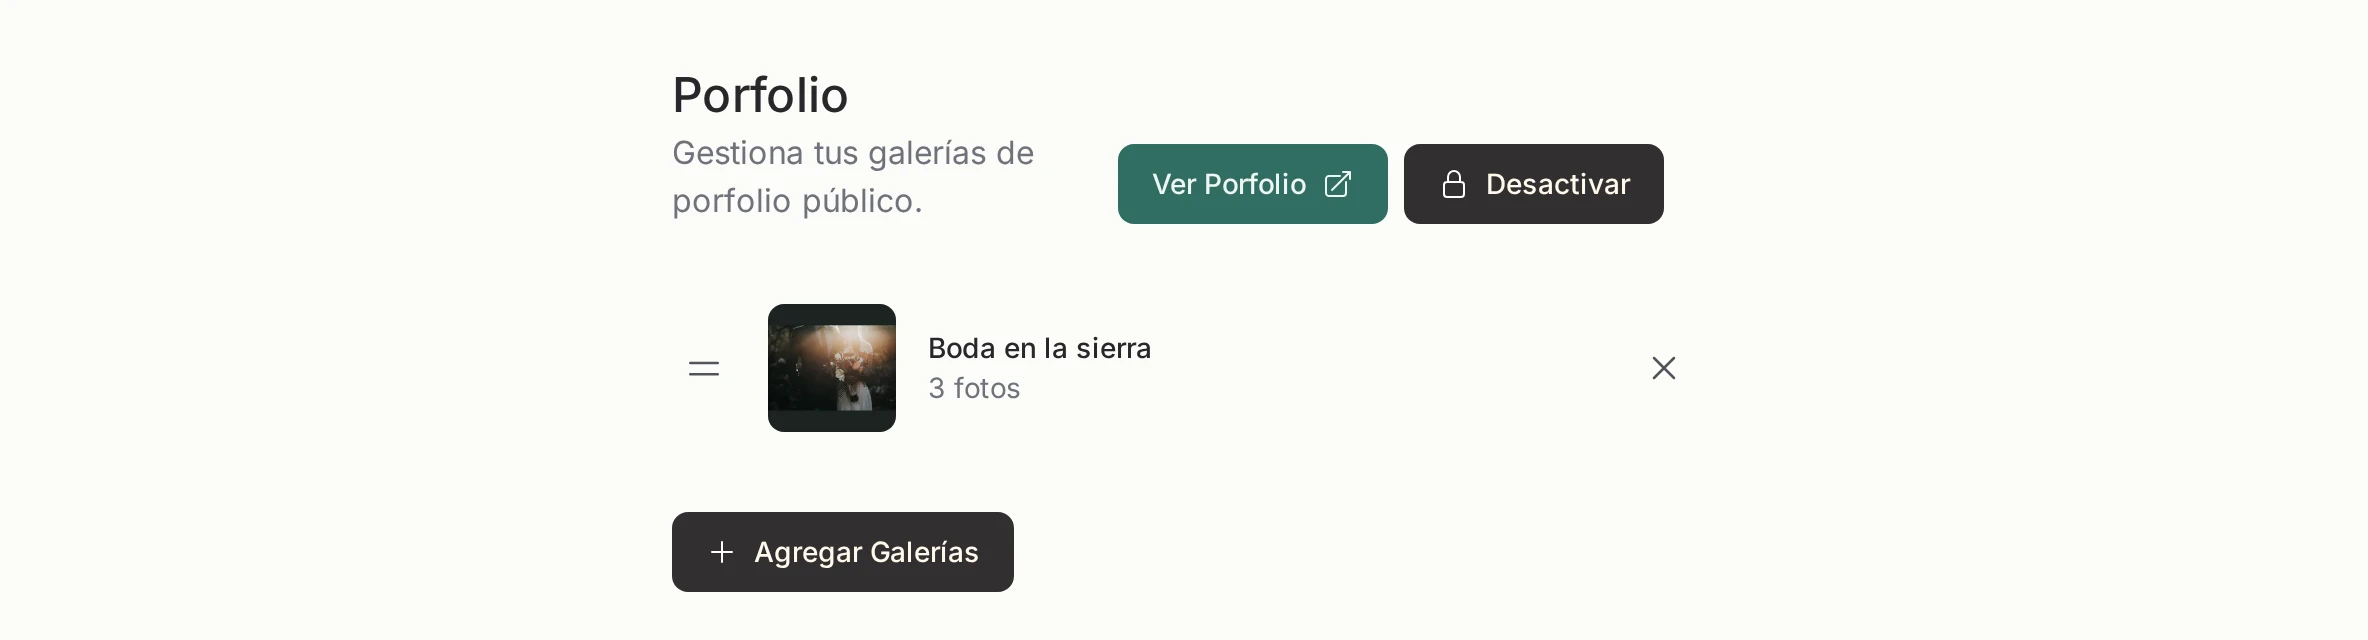 Porfolio
Gestiona tus galerías de
porfolio público.
Ver Porfolio
Desactivar
Boda en la sierra
3 fotos
Agregar Galerías